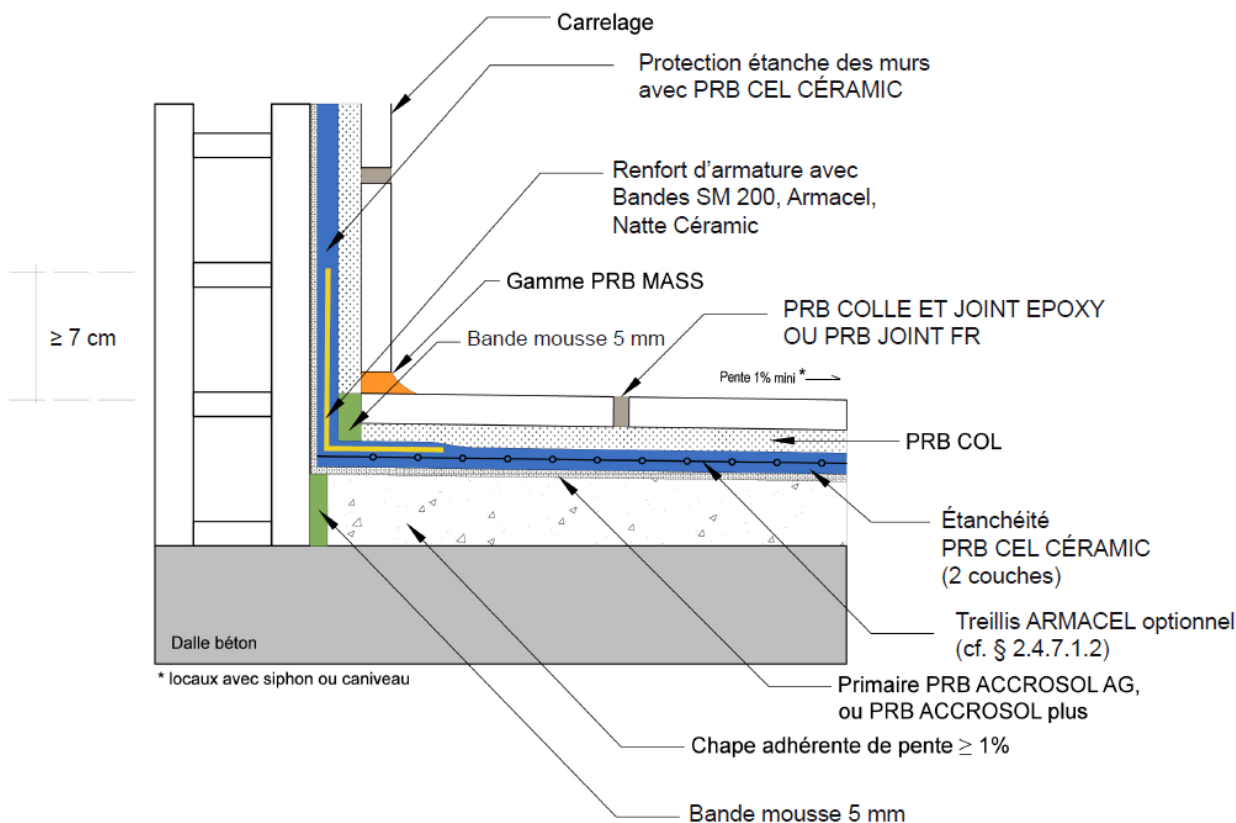 Carrelage
Protection étanche des murs
avec PRB CEL CÉRAMIC
Renfort d'armature avec
Bandes SM 200, Armacel,
Natte Céramic
Gamme PRB MASS
PRB COLLE ET JOINT EPOXY
OU PRB JOINT FR
≥ 7 cm
Bande mousse 5 mm
Pente 1% mini *
PRB COL
Étanchéité
PRB CEL CÉRAMIC
(2 couches)
Treillis ARMACEL optionnel
(cf. § 2.4.7.1.2)
Dalle béton
* locaux avec siphon ou caniveau
Primaire PRB ACCROSOL AG,
ou PRB ACCROSOL plus
Chape adhérente de pente ≥ 1%
Bande mousse 5 mm